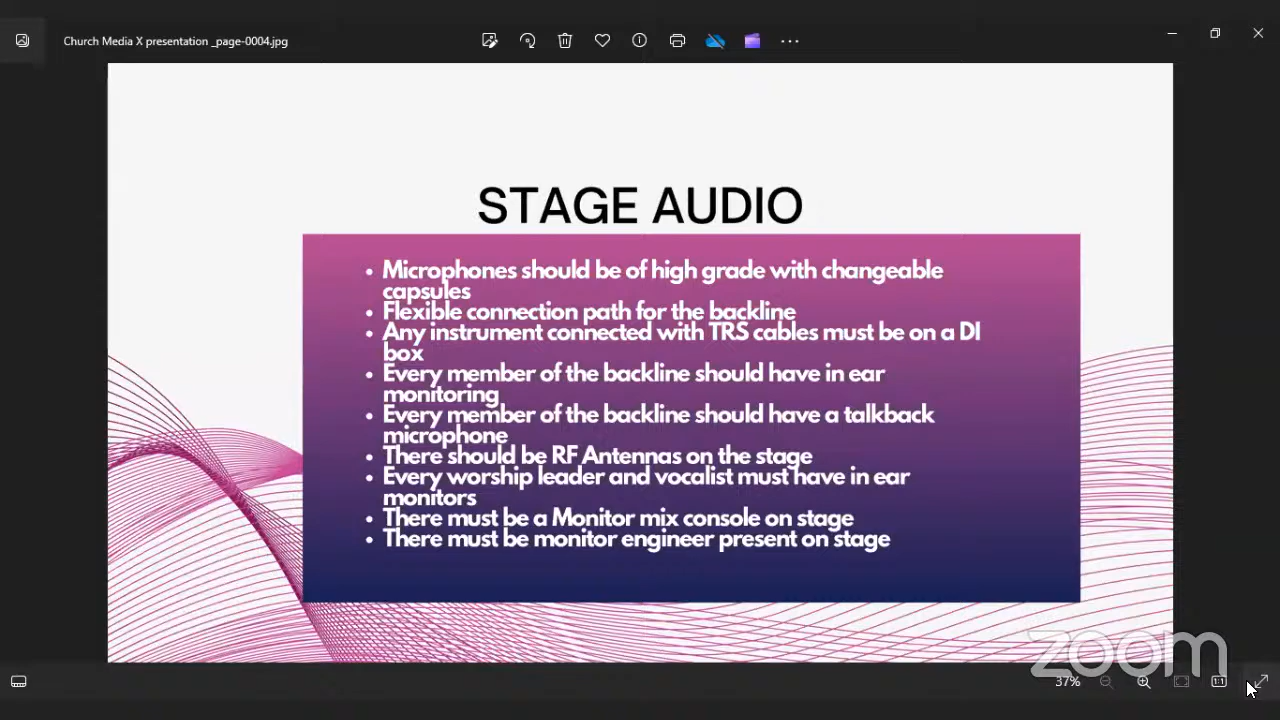 Church Media X presentation _page-0004.jpg
STAGE AUDIO
• Microphones should be of high grade with changeable
capsules
• Flexible connection path for the backline
• Any instrument connected with TRS cables must be on a DI
box
• Every member of the backline should have in ear
monitoring
• Every member of the backline should have a talkback
microphone
• There should be RF Antennas on the stage
• Every worship leader and vocalist must have in ear
monitors
• There must be a Monitor mix console on stage
• There must be monitor engineer present on stage
zoom
37%
1:1